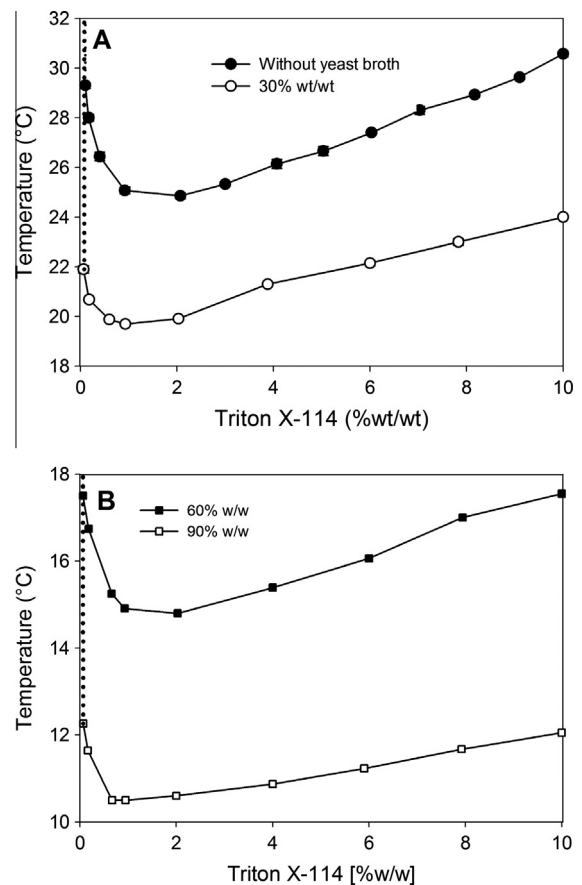 A
32
30
28
26
24
22
20
18
Temperature (°C)
Without yeast broth
30% wt/wt
0 2 4 6 8 10
Triton X-114 (%wt/wt)
B
18
16
14
12
10
Temperature (°C)
60% w/w
90% w/w
0 2 4 6 8 10
Triton X-114 [%w/w]